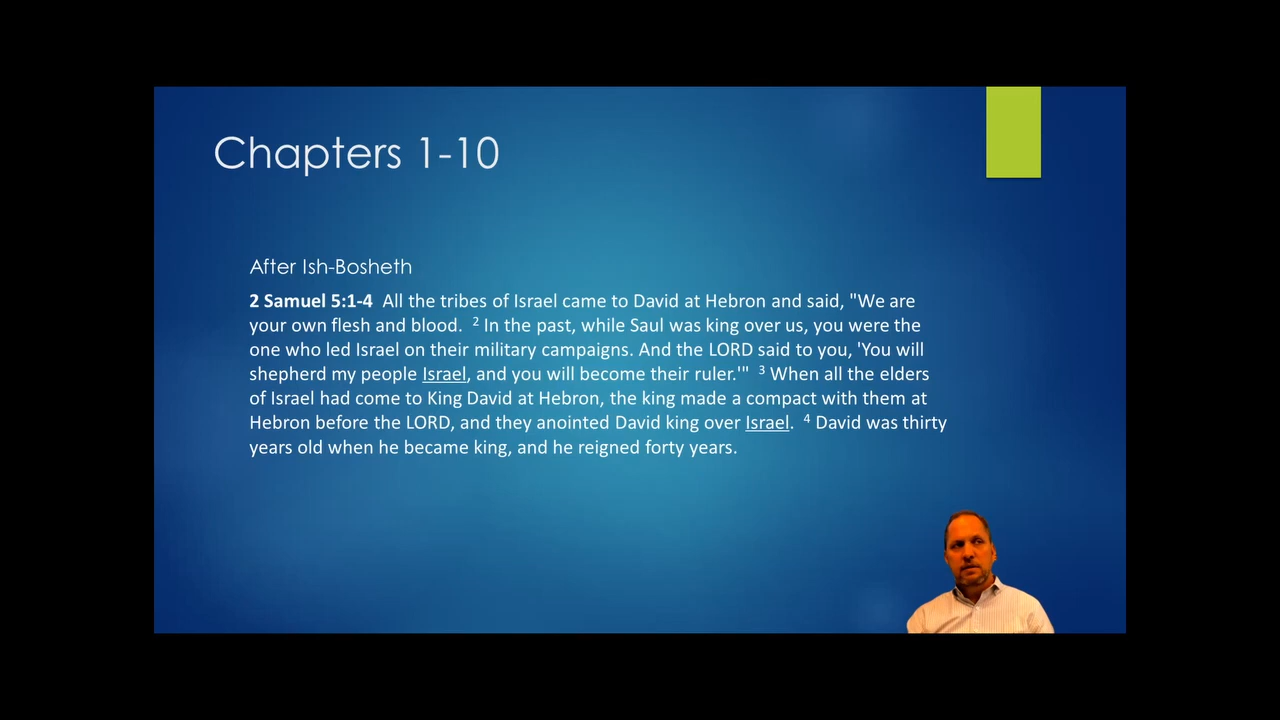 Chapters 1-10
After Ish-Bosheth
2 Samuel 5:1-4  All the tribes of Israel came to David at Hebron and said, "We are
your own flesh and blood.  2 In the past, while Saul was king over us, you were the
one who led Israel on their military campaigns. And the LORD said to you, 'You will
shepherd my people Israel, and you will become their ruler.'"  3 When all the elders
of Israel had come to King David at Hebron, the king made a compact with them at
Hebron before the LORD, and they anointed David king over Israel.  4 David was thirty
years old when he became king, and he reigned forty years.